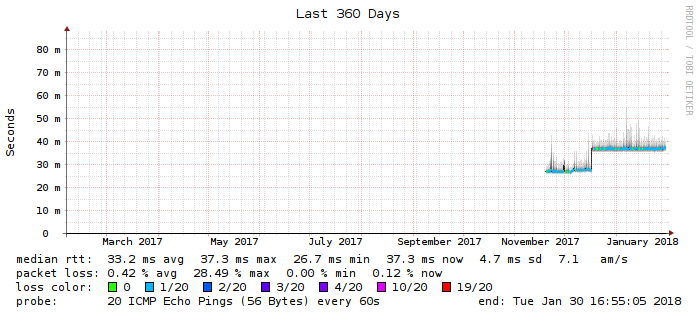 Last 360 Days
RRDTOOL / TOBI OETIKER
Seconds
80 m
70 m
60 m
50 m
40 m
30 m
20 m
10 m
0
March 2017 May 2017 July 2017 September 2017 November 2017 January 2018
median rtt: 33.2 ms avg 37.3 ms max 26.7 ms min 37.3 ms now 4.7 ms sd 7.1 am/s
packet loss: 0.42 % avg 28.49 % max 0.00 % min 0.12 % now
loss color: 0 1/20 2/20 3/20 4/20 10/20 19/20
probe: 20 ICMP Echo Pings (56 Bytes) every 60s end: Tue Jan 30 16:55:05 2018